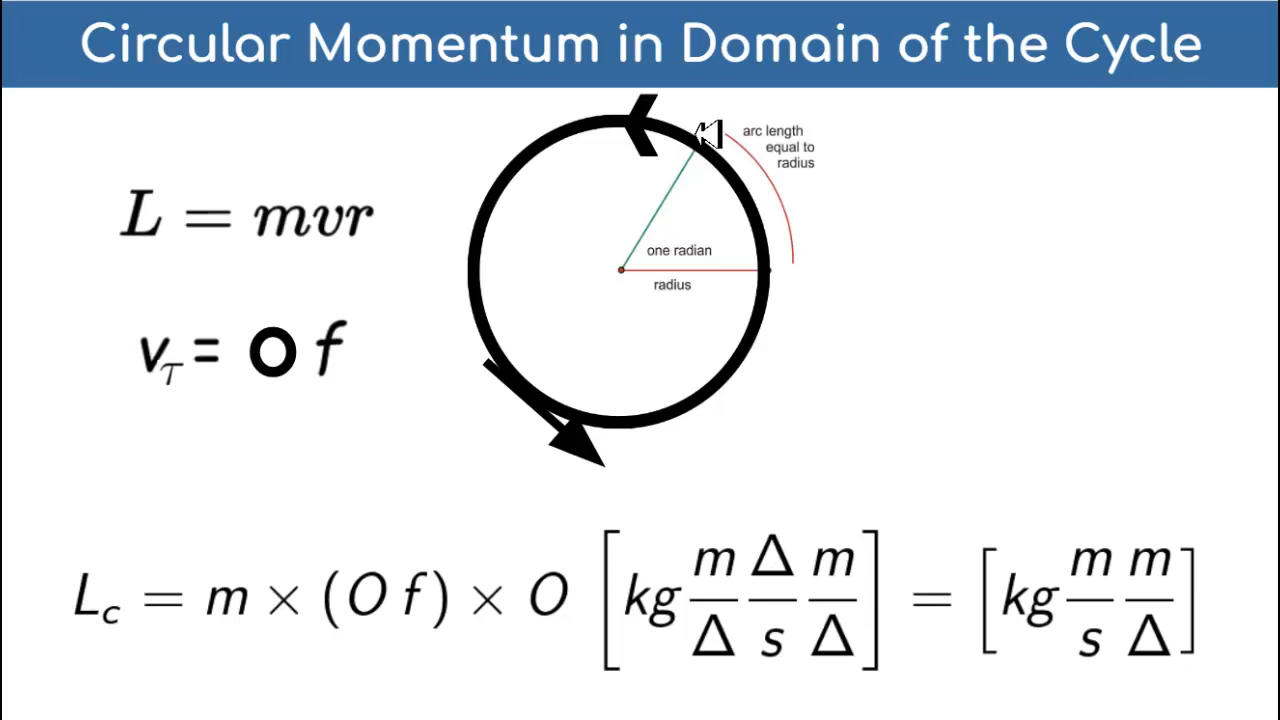 Circular Momentum in Domain of the Cycle
arc length
equal to
radius
L = mvr
one radian
radius
v_τ = O f
L_c = m × (O f) × O [kg m/Δ Δ/s m/Δ] = [kg m/s m/Δ]